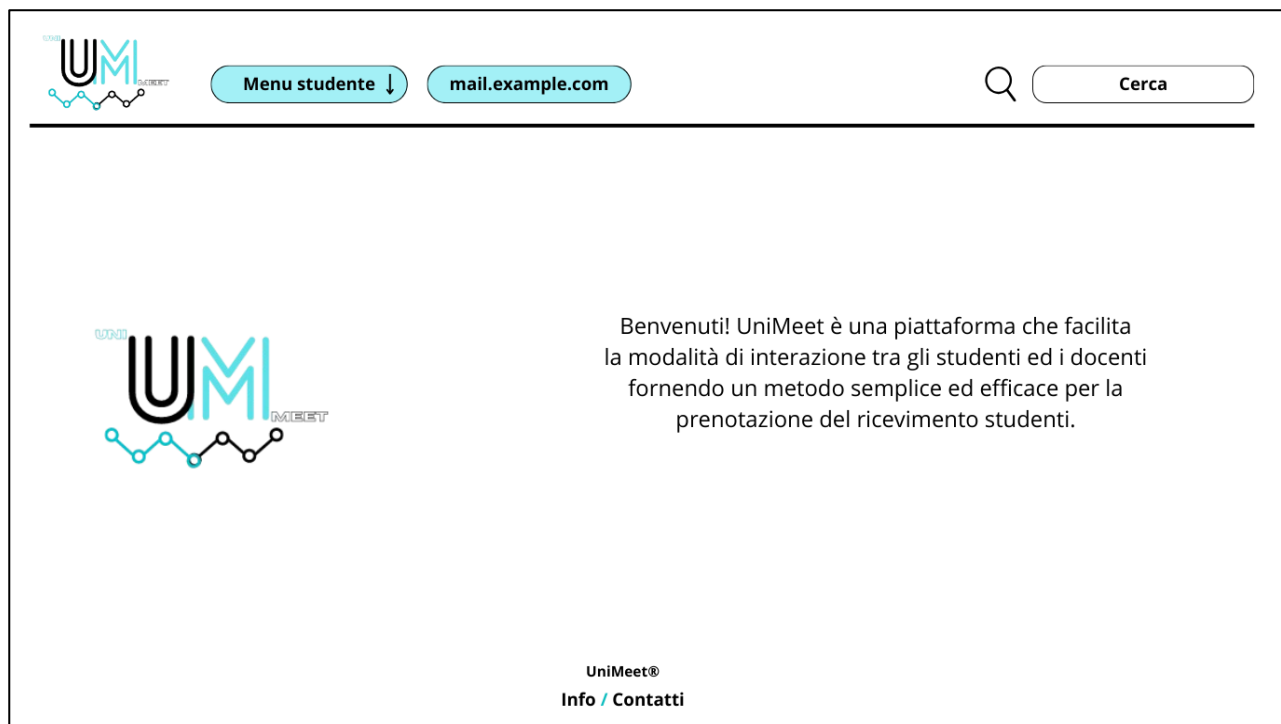 UNI
UM
MEET
Menu studente ↓
mail.example.com
Cerca
UNI
UM
MEET
Benvenuti! UniMeet è una piattaforma che facilita
la modalità di interazione tra gli studenti ed i docenti
fornendo un metodo semplice ed efficace per la
prenotazione del ricevimento studenti.
UniMeet®
Info / Contatti